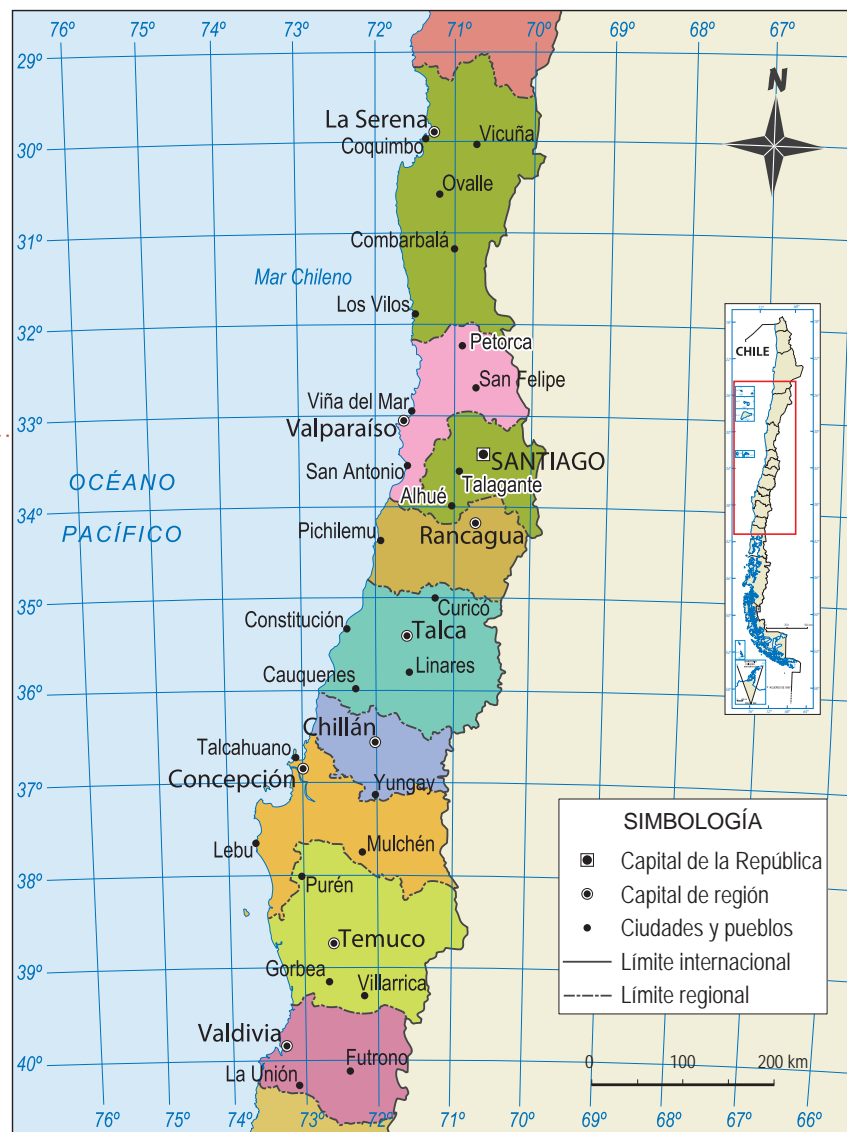 76º 75º 74º 73º 72º 71º 70º 69º 68º 67º
29º
La Serena
Coquimbo
Vicuña
N
30º
Ovalle
31º
Combarbalá
Mar Chileno
Los Vilos
32º
Petorca
San Felipe
Viña del Mar
33º
Valparaíso
SANTIAGO
San Antonio
Talagante
OCÉANO
PACÍFICO
Alhué
34º
Pichilemu
Rancagua
35º
Curicó
Constitución
Talca
Linares
Cauquenes
36º
Chillán
Talcahuano
Concepción
37º
Yungay
Lebu
Mulchén
38º
Purén
Temuco
39º
Gorbea
Villarrica
Valdivia
40º
Futrono
La Unión
CHILE
SIMBOLOGÍA
Capital de la República
Capital de región
Ciudades y pueblos
Límite internacional
Límite regional
0 100 200 km
76º 75º 74º 73º 72º 71º 70º 69º 68º 67º 66º